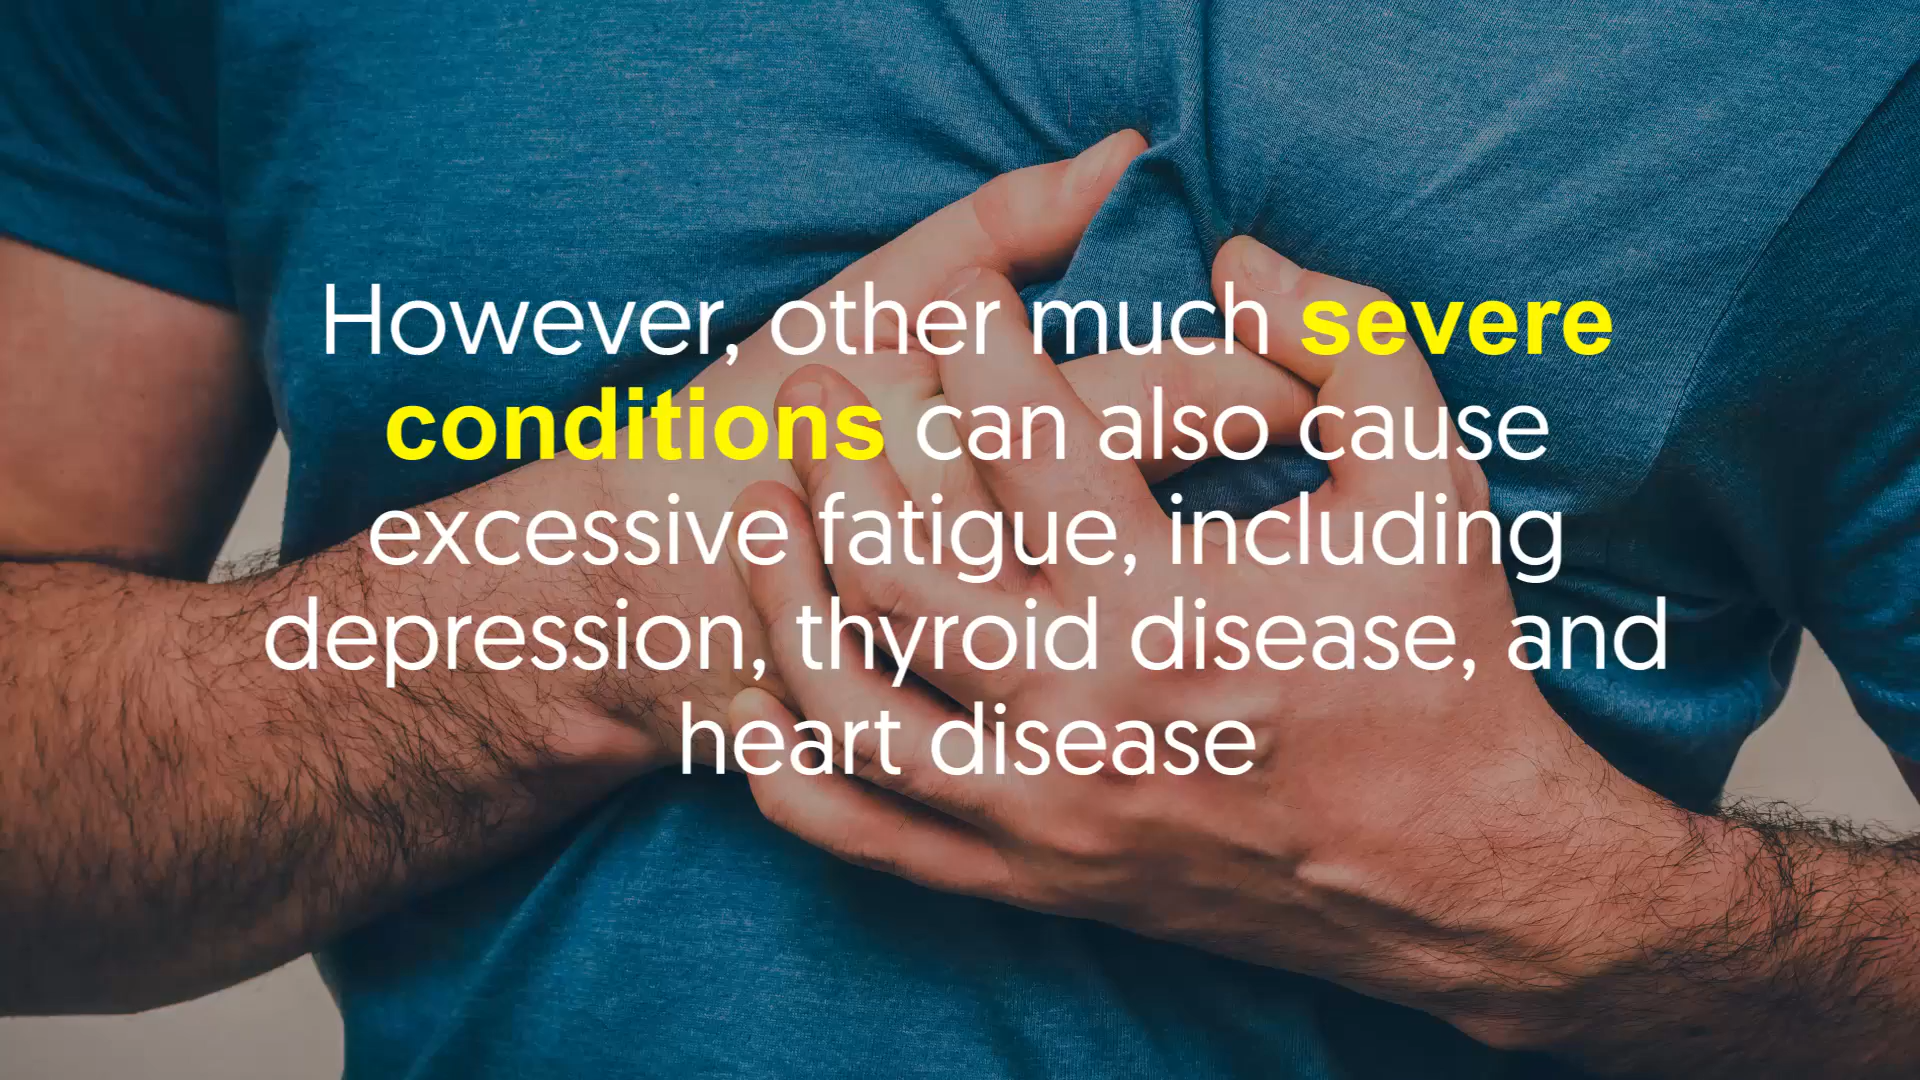 However, other much severe
conditions can also cause
excessive fatigue, including
depression, thyroid disease, and
heart disease